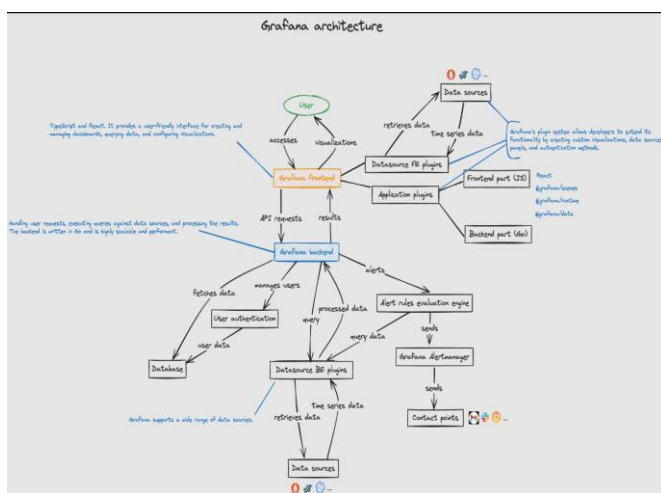 Grafana architecture
User
Data sources
TypeScript and React. It provides a user-friendly interface for creating and
managing dashboards, querying data, and configuring visualizations.
Grafana's plugin system allows developers to extend its
functionality by creating custom visualizations, data sources
panels, and authentication methods.
retrieves data
time series data
accesses
visualizations
Datasource FE plugins
Grafana frontend
Application plugins
Frontend part (JS)
React
@grafana/scenes
@grafana/runtime
@grafana/data
Backend part (Go)
API requests
results
Handling user requests, executing queries against data sources, and processing the results.
The backend is written in Go and is highly scalable and performant.
Grafana backend
alerts
fetches data
manages users
processed data
Alert rules evaluation engine
User authentication
query
query data
sends
user data
Grafana Alertmanager
Database
Datasource BE plugins
sends
time series data
Contact points
Grafana supports a wide range of data sources.
retrieves data
Data sources